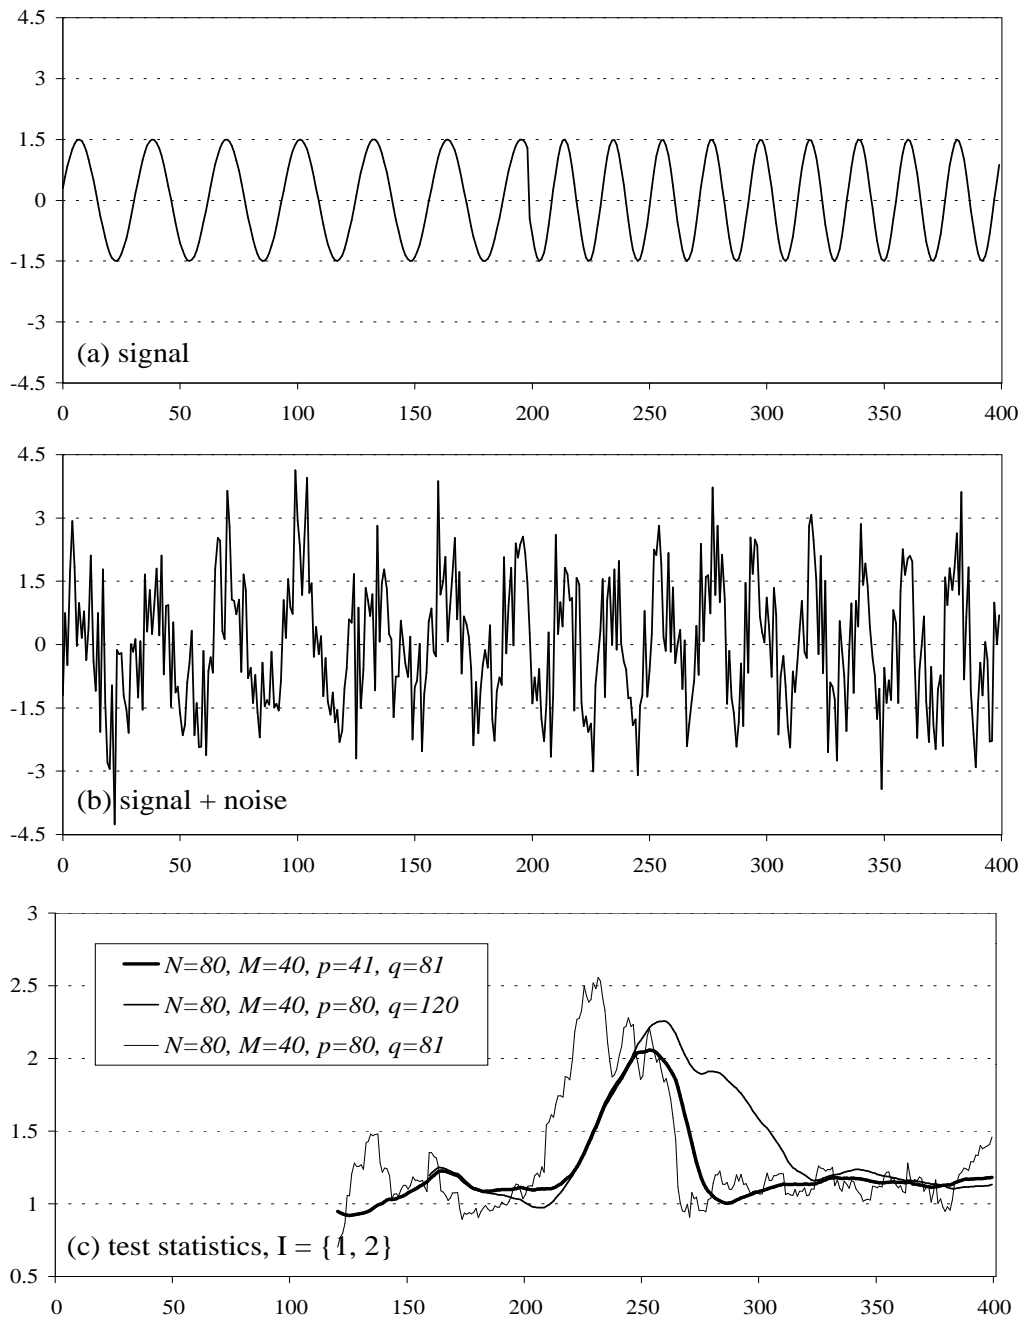 4.5
3
1.5
0
-1.5
-3
-4.5
(a) signal
0 50 100 150 200 250 300 350 400
4.5
3
1.5
0
-1.5
-3
-4.5
(b) signal + noise
0 50 100 150 200 250 300 350 400
3
2.5
2
1.5
1
0.5
N=80, M=40, p=41, q=81
N=80, M=40, p=80, q=120
N=80, M=40, p=80, q=81
(c) test statistics, I = {1, 2}
0 50 100 150 200 250 300 350 400